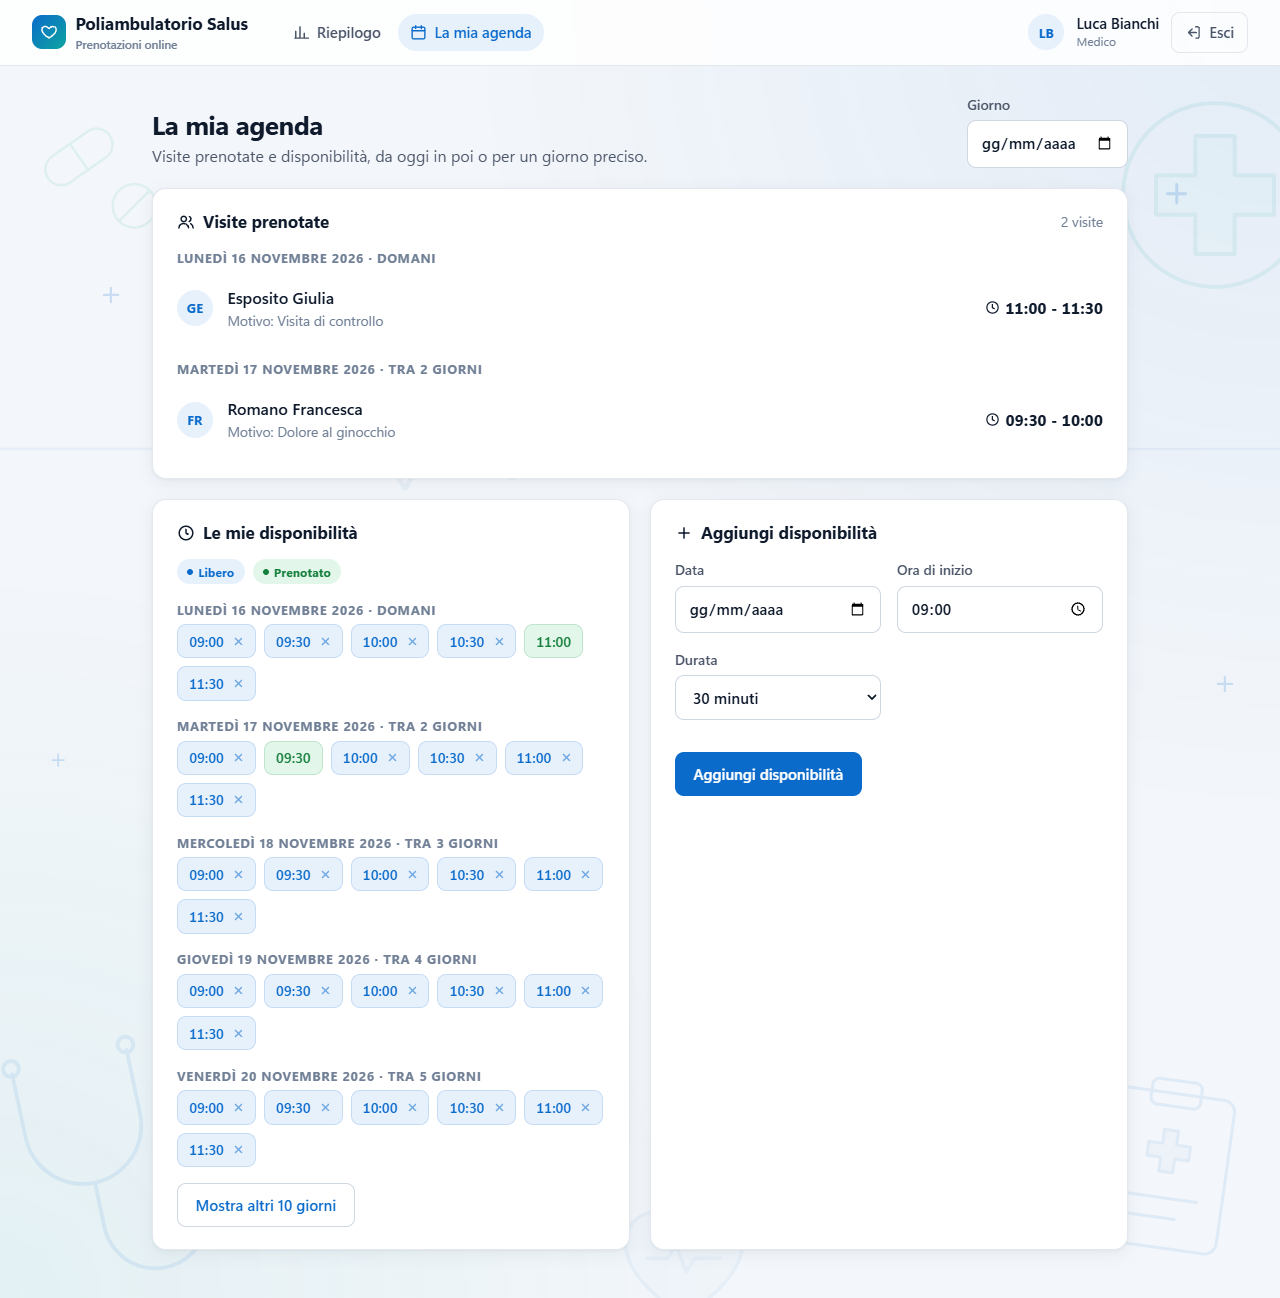 Poliambulatorio Salus
Prenotazioni online
Riepilogo
La mia agenda
LB
Luca Bianchi
Medico
Esci
La mia agenda
Visite prenotate e disponibilità, da oggi in poi o per un giorno preciso.
Giorno
gg/mm/aaaa
Visite prenotate
2 visite
LUNEDÌ 16 NOVEMBRE 2026 · DOMANI
GE
Esposito Giulia
Motivo: Visita di controllo
11:00 - 11:30
MARTEDÌ 17 NOVEMBRE 2026 · TRA 2 GIORNI
FR
Romano Francesca
Motivo: Dolore al ginocchio
09:30 - 10:00
Le mie disponibilità
Libero
Prenotato
LUNEDÌ 16 NOVEMBRE 2026 · DOMANI
09:00 × 09:30 × 10:00 × 10:30 × 11:00
11:30 ×
MARTEDÌ 17 NOVEMBRE 2026 · TRA 2 GIORNI
09:00 × 09:30 10:00 × 10:30 × 11:00 ×
11:30 ×
MERCOLEDÌ 18 NOVEMBRE 2026 · TRA 3 GIORNI
09:00 × 09:30 × 10:00 × 10:30 × 11:00 ×
11:30 ×
GIOVEDÌ 19 NOVEMBRE 2026 · TRA 4 GIORNI
09:00 × 09:30 × 10:00 × 10:30 × 11:00 ×
11:30 ×
VENERDÌ 20 NOVEMBRE 2026 · TRA 5 GIORNI
09:00 × 09:30 × 10:00 × 10:30 × 11:00 ×
11:30 ×
Mostra altri 10 giorni
Aggiungi disponibilità
Data
gg/mm/aaaa
Ora di inizio
09:00
Durata
30 minuti
Aggiungi disponibilità